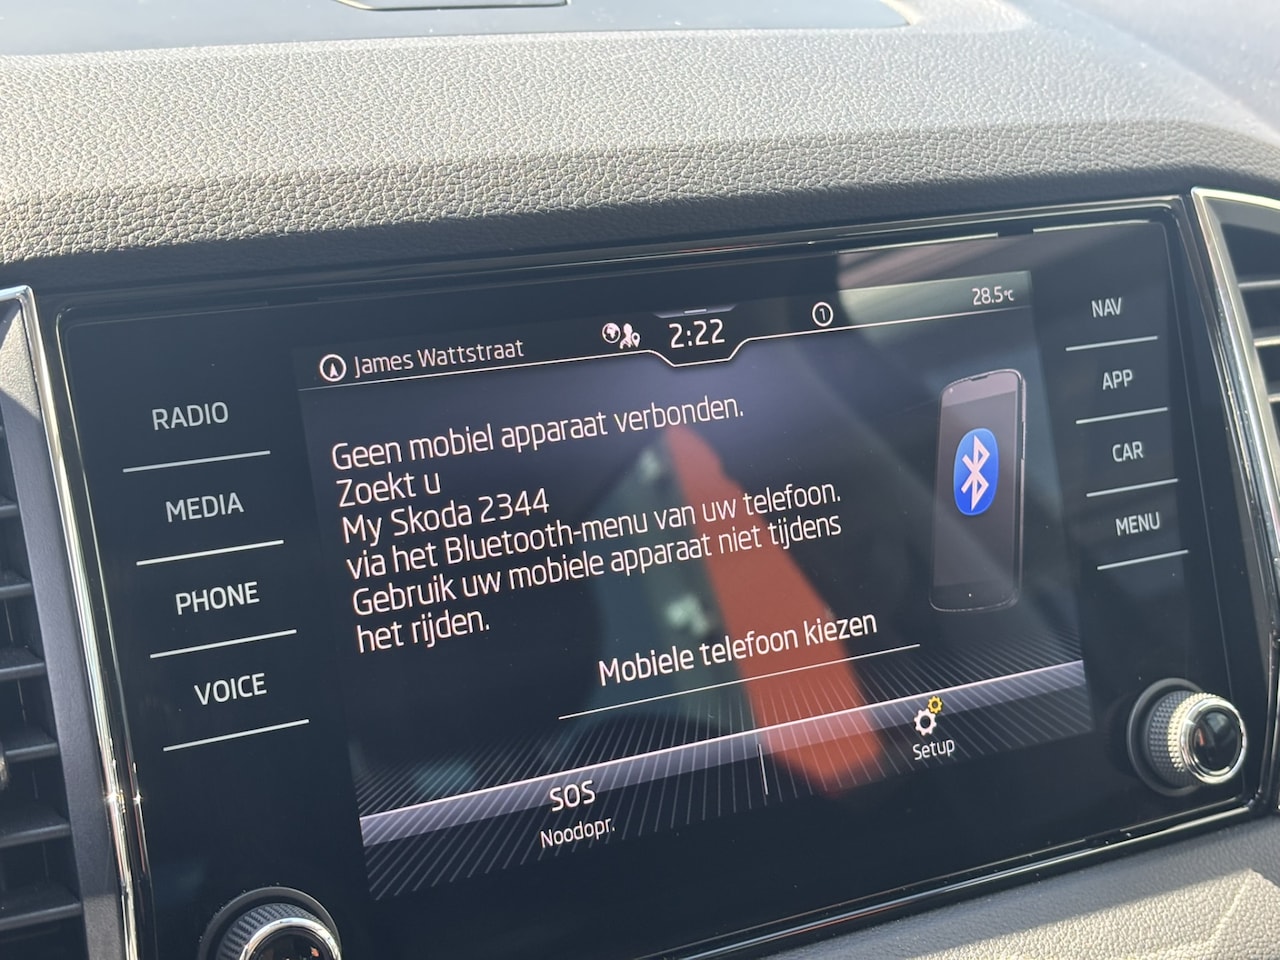 James Wattstraat
2:22
1
28.5°C
RADIO
MEDIA
PHONE
VOICE
Geen mobiel apparaat verbonden.
Zoekt u
My Skoda 2344
via het Bluetooth-menu van uw telefoon.
Gebruik uw mobiele apparaat niet tijdens
het rijden.
Mobiele telefoon kiezen
SOS
Noodopr.
Setup
NAV
APP
CAR
MENU